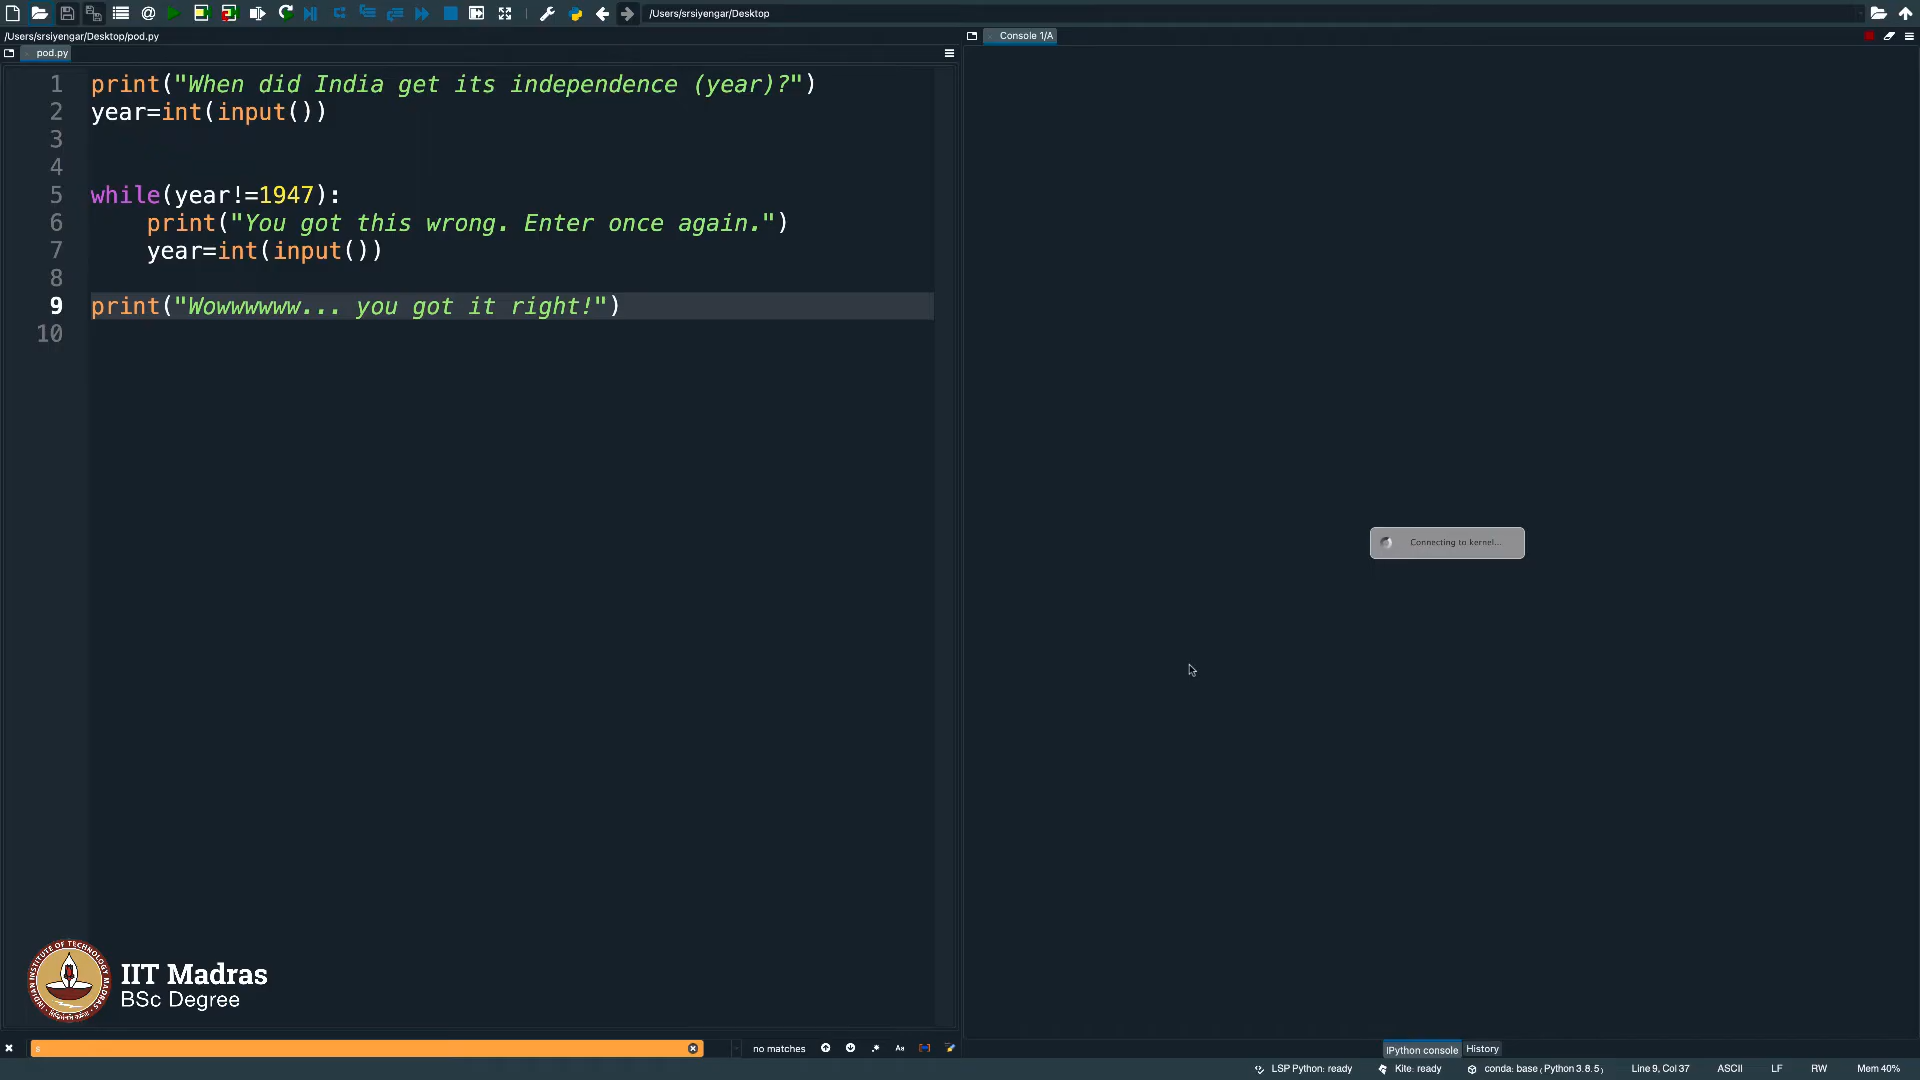 /Users/srsiyengar/Desktop
/Users/srsiyengar/Desktop/pod.py
pod.py
1 print("When did India get its independence (year)?")
2 year=int(input())
3
4
5 while(year!=1947):
6 print("You got this wrong. Enter once again.")
7 year=int(input())
8
9 print("Wowwwwww... you got it right!")
10
Console 1/A
Connecting to kernel...
IIT Madras
BSc Degree
s
no matches
Aa
IPython console
History
LSP Python: ready
Kite: ready
conda: base (Python 3.8.5)
Line 9, Col 37
ASCII
LF
RW
Mem 40%